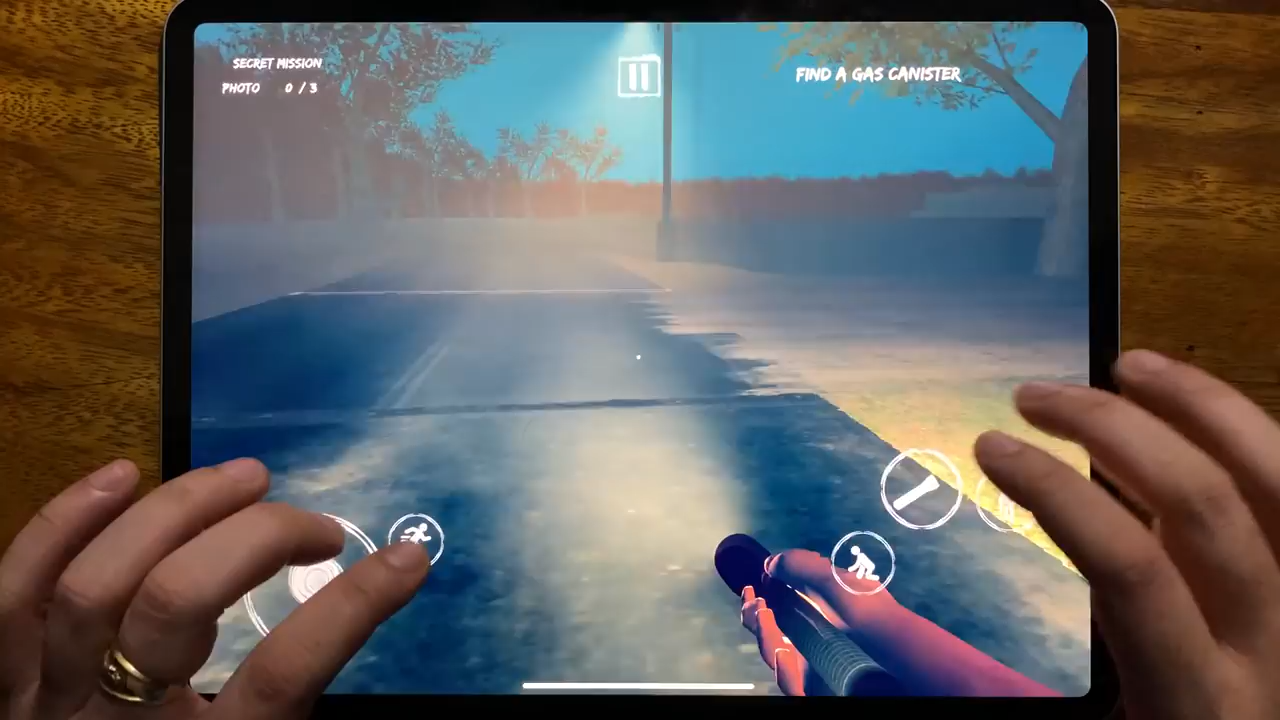 SECRET MISSION
PHOTO 0 / 3
FIND A GAS CANISTER